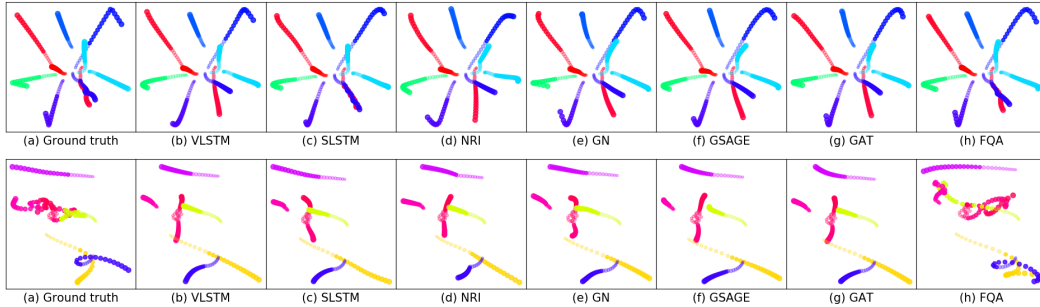 (a) Ground truth (b) VLSTM (c) SLSTM (d) NRI (e) GN (f) GSAGE (g) GAT (h) FQA
(a) Ground truth (b) VLSTM (c) SLSTM (d) NRI (e) GN (f) GSAGE (g) GAT (h) FQA